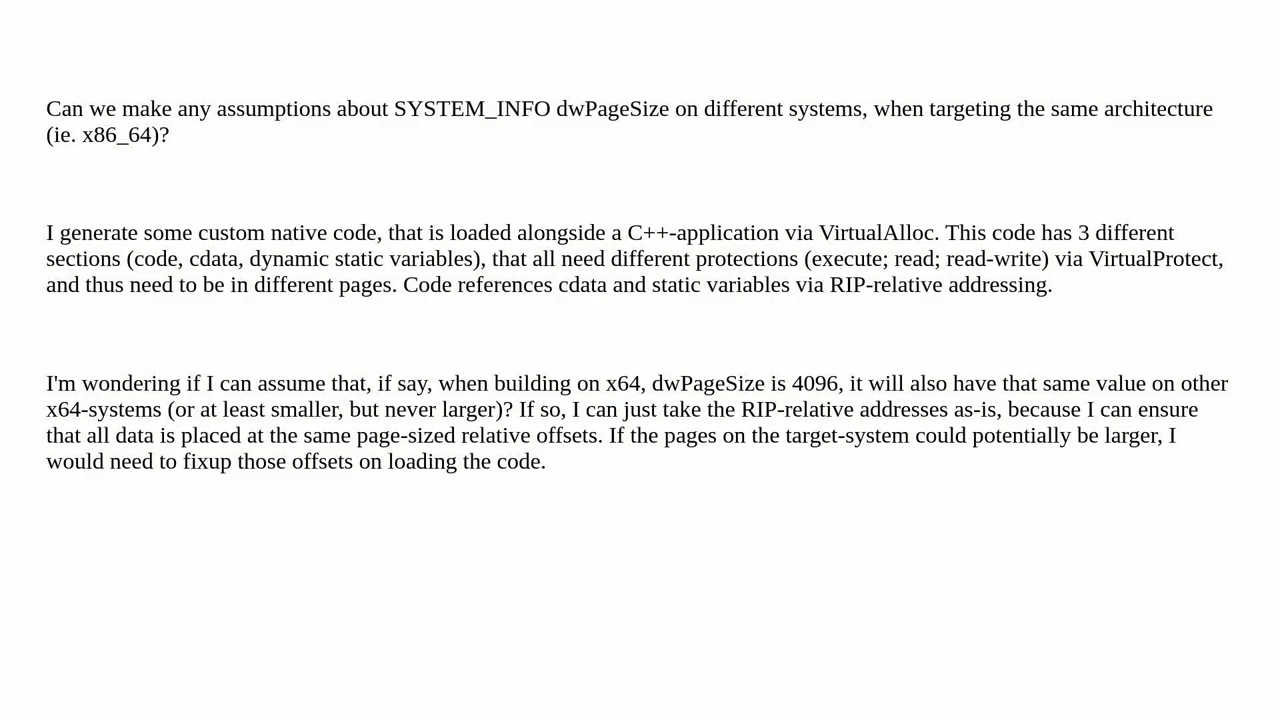 Can we make any assumptions about SYSTEM_INFO dwPageSize on different systems, when targeting the same architecture
(ie. x86_64)?
I generate some custom native code, that is loaded alongside a C++-application via VirtualAlloc. This code has 3 different
sections (code, cdata, dynamic static variables), that all need different protections (execute; read; read-write) via VirtualProtect,
and thus need to be in different pages. Code references cdata and static variables via RIP-relative addressing.
I'm wondering if I can assume that, if say, when building on x64, dwPageSize is 4096, it will also have that same value on other
x64-systems (or at least smaller, but never larger)? If so, I can just take the RIP-relative addresses as-is, because I can ensure
that all data is placed at the same page-sized relative offsets. If the pages on the target-system could potentially be larger, I
would need to fixup those offsets on loading the code.